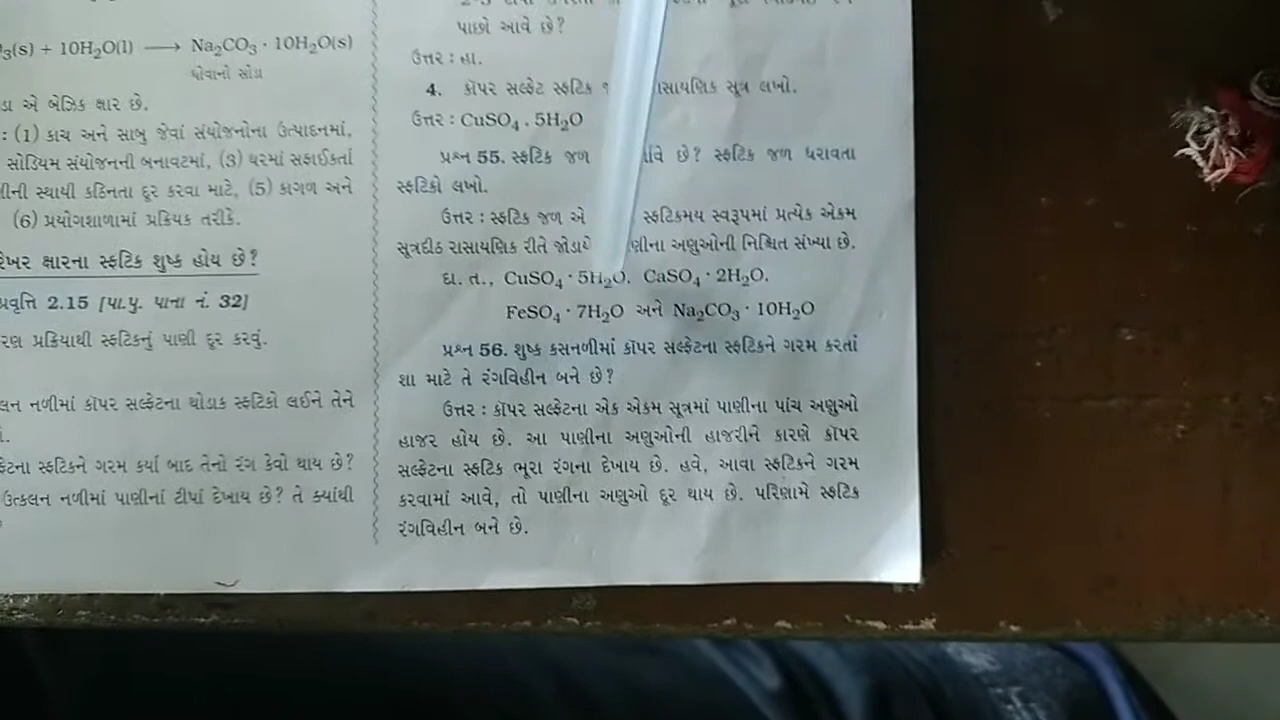 ₃(s) + 10H₂O(l) ⟶ Na₂CO₃ · 10H₂O(s)
ધોવાનો સોડા
ડા એ બેઝિક ક્ષાર છે.
: (1) કાચ અને સાબુ જેવાં સંયોજનોના ઉત્પાદનમાં,
સોડિયમ સંયોજનની બનાવટમાં, (3) ઘરમાં સફાઈકર્તા
ીની સ્થાયી કઠિનતા દૂર કરવા માટે, (5) કાગળ અને
(6) પ્રયોગશાળામાં પ્રક્રિયક તરીકે.
રેખર ક્ષારના સ્ફટિક શુષ્ક હોય છે?
પ્રવૃત્તિ 2.15 [પા.પુ. પાના નં. 32]
રણ પ્રક્રિયાથી સ્ફટિકનું પાણી દૂર કરવું.
લન નળીમાં કૉપર સલ્ફેટના થોડાક સ્ફટિકો લઈને તેને
ફેટના સ્ફટિકને ગરમ કર્યા બાદ તેનો રંગ કેવો થાય છે?
ઉત્કલન નળીમાં પાણીનાં ટીપાં દેખાય છે? તે ક્યાંથી
પાછો આવે છે?
ઉત્તર : હા.
4. કૉપર સલ્ફેટ સ્ફટિક સાયણિક સૂત્ર લખો.
ઉત્તર : CuSO₄ . 5H₂O
પ્રશ્ન 55. સ્ફટિક જળ છે? સ્ફટિક જળ ધરાવતા
સ્ફટિકો લખો.
ઉત્તર : સ્ફટિક જળ એ સ્ફટિકમય સ્વરૂપમાં પ્રત્યેક એકમ
સૂત્રદીઠ રાસાયણિક રીતે ણીના અણુઓની નિશ્ચિત સંખ્યા છે.
દા. ત., CuSO₄ · 5H₂O, CaSO₄ · 2H₂O,
FeSO₄ · 7H₂O અને Na₂CO₃ · 10H₂O
પ્રશ્ન 56. શુષ્ક કસનળીમાં કૉપર સલ્ફેટના સ્ફટિકને ગરમ કરતાં
શા માટે તે રંગવિહીન બને છે?
ઉત્તર : કૉપર સલ્ફેટના એક એકમ સૂત્રમાં પાણીના પાંચ અણુઓ
હાજર હોય છે. આ પાણીના અણુઓની હાજરીને કારણે કૉપર
સલ્ફેટના સ્ફટિક ભૂરા રંગના દેખાય છે. હવે, આવા સ્ફટિકને ગરમ
કરવામાં આવે, તો પાણીના અણુઓ દૂર થાય છે. પરિણામે સ્ફટિક
રંગવિહીન બને છે.